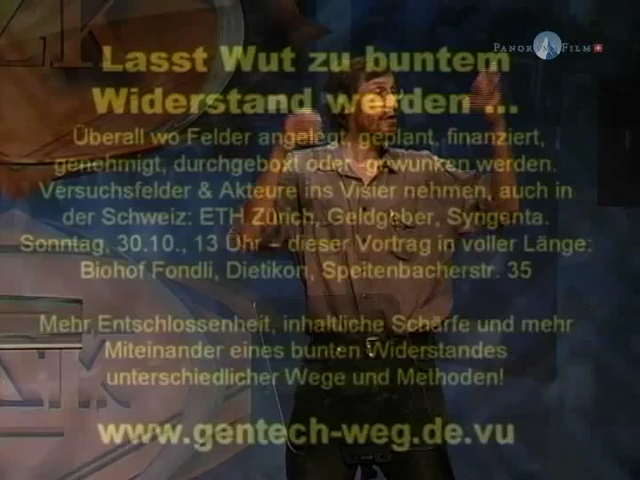 PANORAMAFILM
Lasst Wut zu buntem
Widerstand werden ...
Überall wo Felder angelegt, geplant, finanziert,
genehmigt, durchgeboxt oder gewunken werden.
Versuchsfelder & Akteure ins Visier nehmen, auch in
der Schweiz: ETH Zürich, Geldgeber, Syngenta.
Sonntag, 30.10., 13 Uhr - dieser Vortrag in voller Länge:
Biohof Fondli, Dietikon, Speitenbacherstr. 35
Mehr Entschlossenheit, inhaltliche Schärfe und mehr
Miteinander eines bunten Widerstandes
unterschiedlicher Wege und Methoden!
www.gentech-weg.de.vu